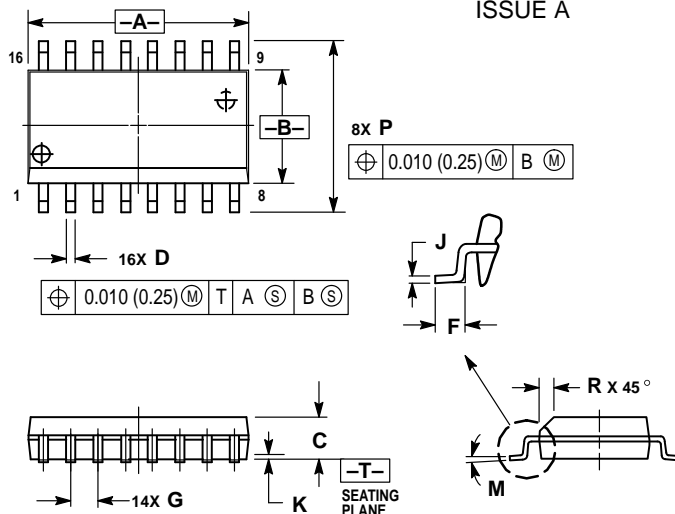 ISSUE A
–A–
16
9
–B–
8X P
⌖ 0.010 (0.25) Ⓜ B Ⓜ
1
8
16X D
⌖ 0.010 (0.25) Ⓜ T A Ⓢ B Ⓢ
J
F
R X 45°
C
–T–
SEATING
PLANE
14X G
K
M